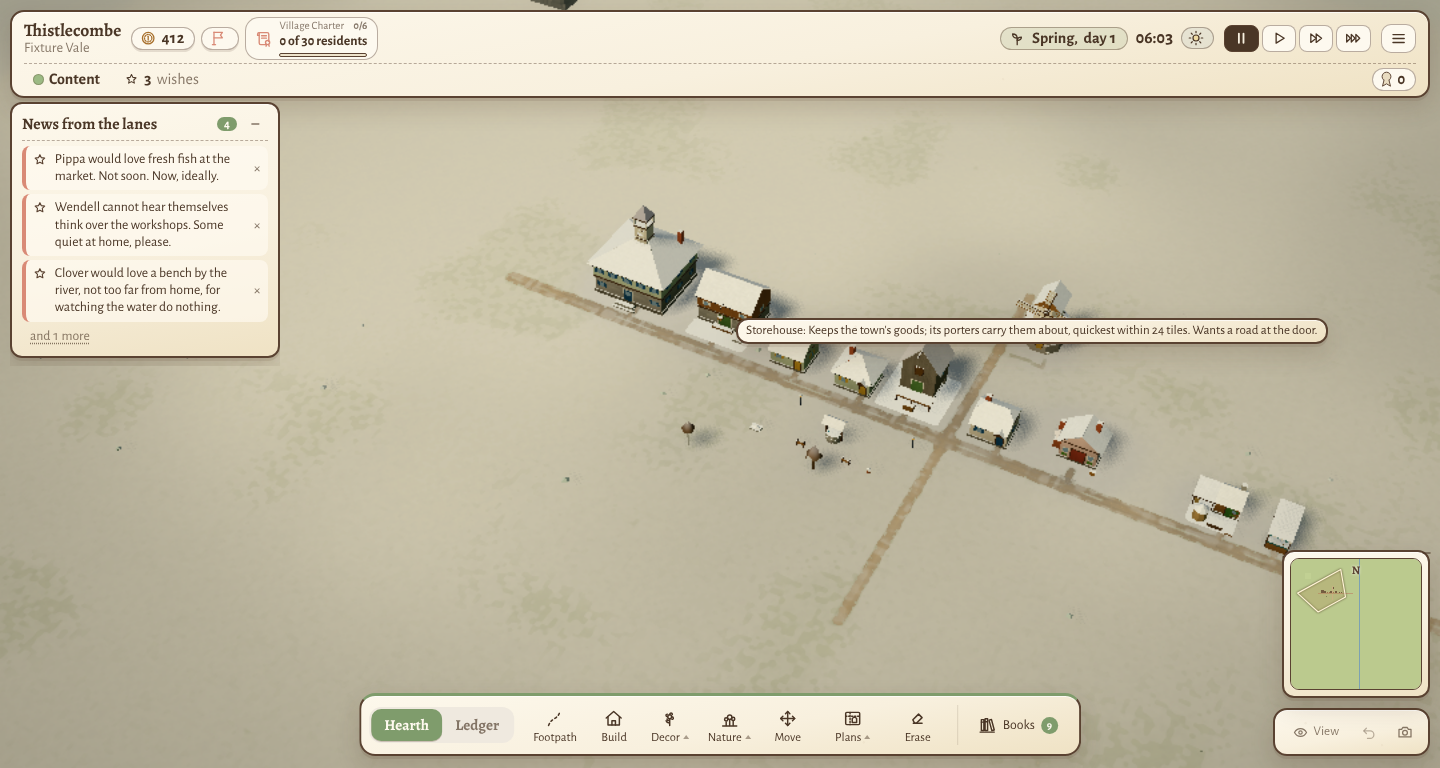 Thistlecombe
Fixture Vale
412
Village Charter 0/6
0 of 30 residents
Spring, day 1
06:03
Content
3 wishes
0
News from the lanes
4
Pippa would love fresh fish at the
market. Not soon. Now, ideally.
Wendell cannot hear themselves
think over the workshops. Some
quiet at home, please.
Clover would love a bench by the
river, not too far from home, for
watching the water do nothing.
and 1 more
Storehouse: Keeps the town's goods; its porters carry them about, quickest within 24 tiles. Wants a road at the door.
N
Hearth
Ledger
Footpath
Build
Decor
Nature
Move
Plans
Erase
Books
9
View